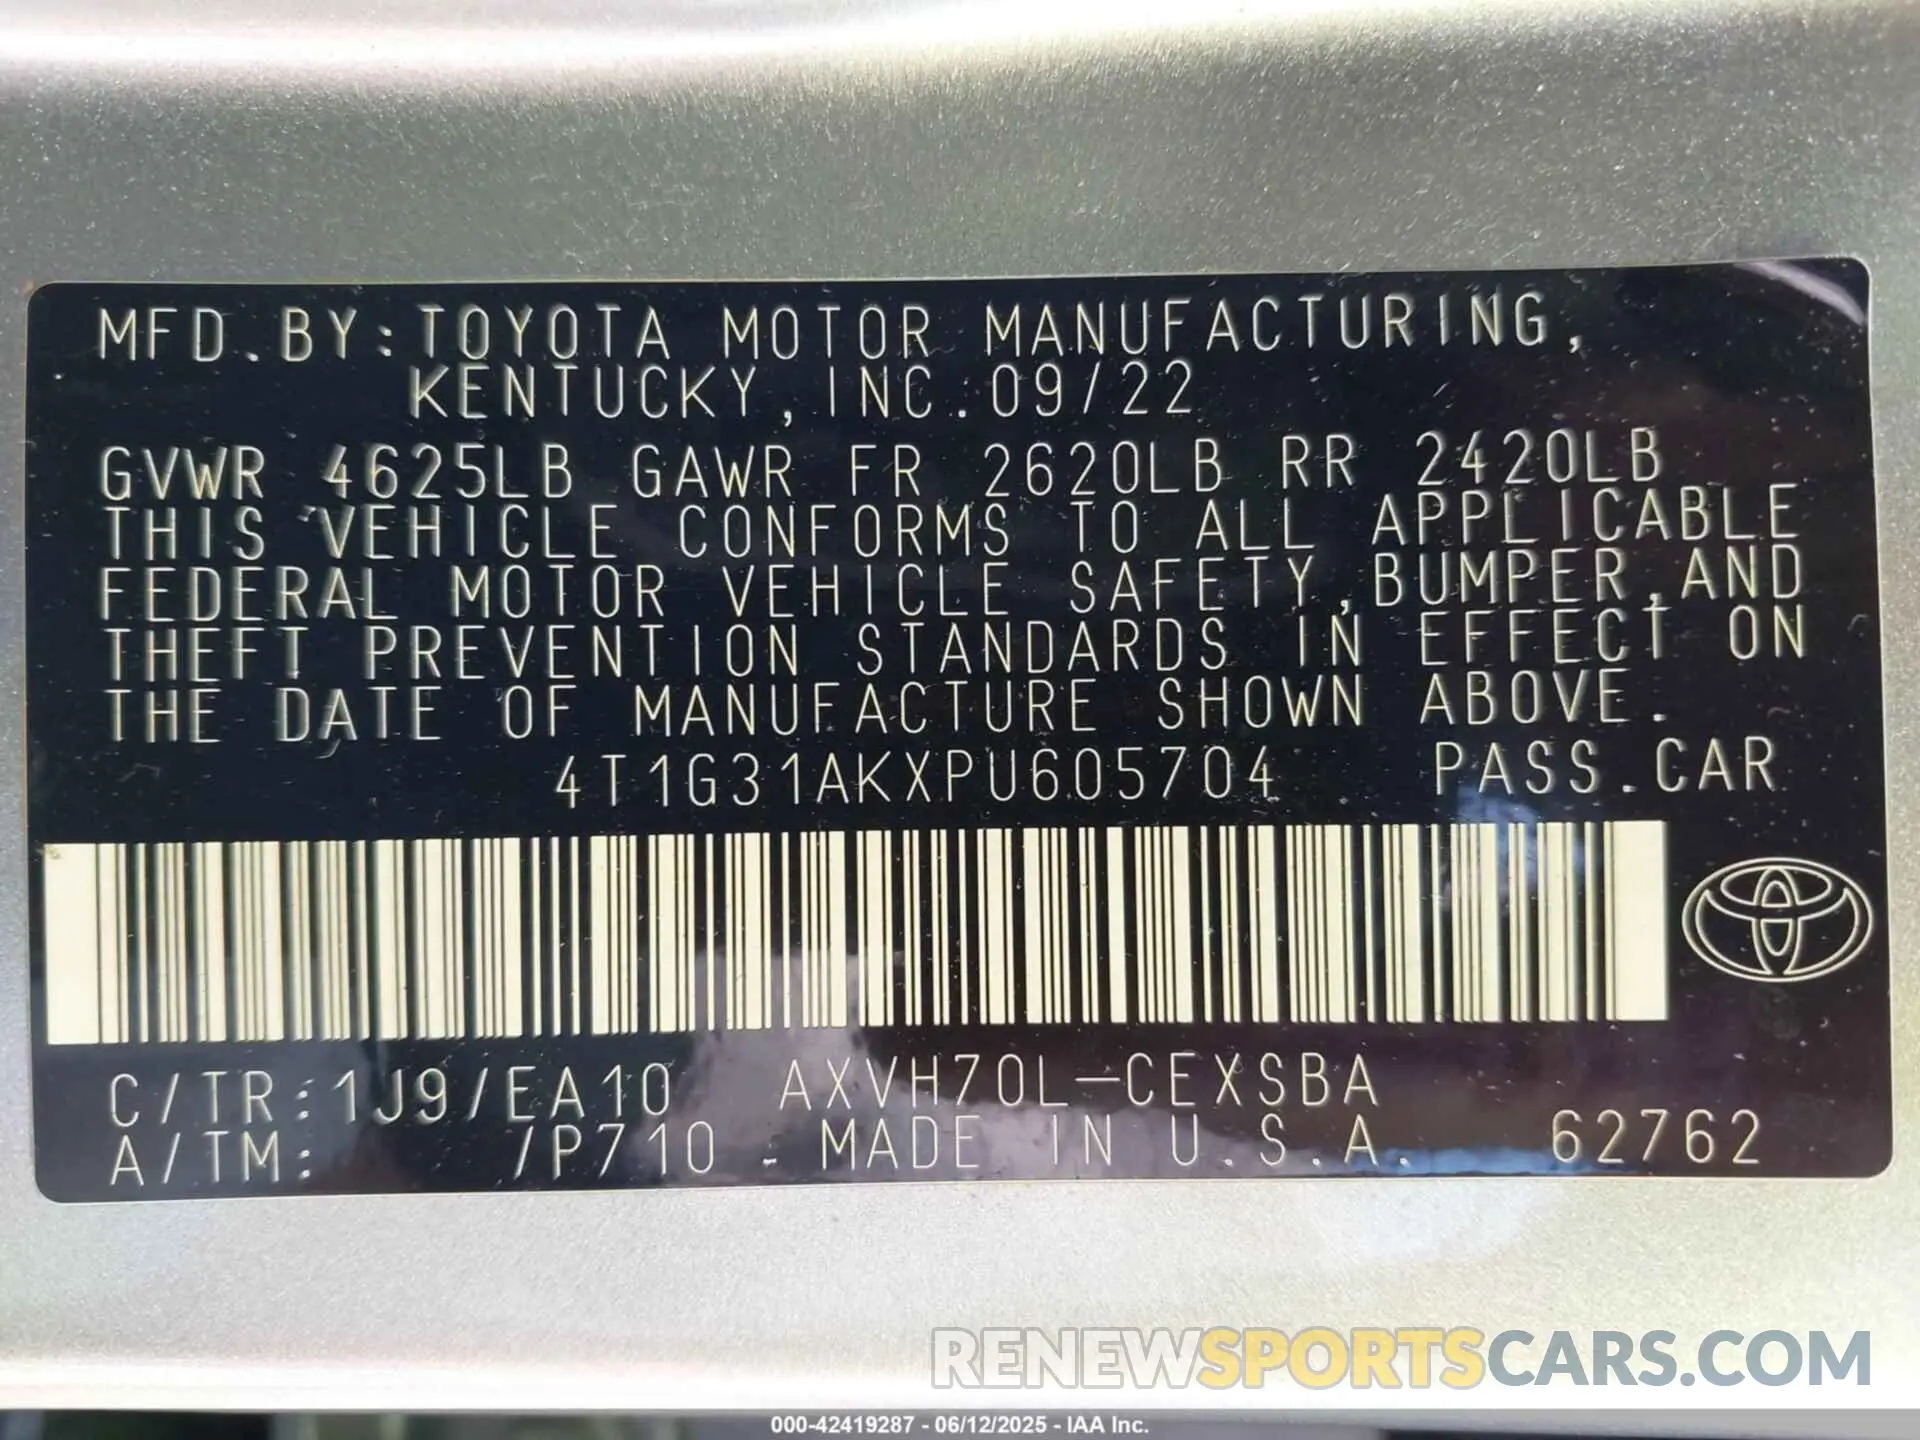 MFD.BY:TOYOTA MOTOR MANUFACTURING,
KENTUCKY,INC.09/22
GVWR 4625LB GAWR FR 2620LB RR 2420LB
THIS VEHICLE CONFORMS TO ALL APPLICABLE
FEDERAL MOTOR VEHICLE SAFETY,BUMPER,AND
THEFT PREVENTION STANDARDS IN EFFECT ON
THE DATE OF MANUFACTURE SHOWN ABOVE.
4T1G31AKXPU605704 PASS.CAR
C/TR:1J9/EA10 AXVH70L-CEXSBA
A/TM: /P710 . MADE IN U.S.A. 62762
RENEWSPORTSCARS.COM
000-42419287 - 06/12/2025 - IAA Inc.